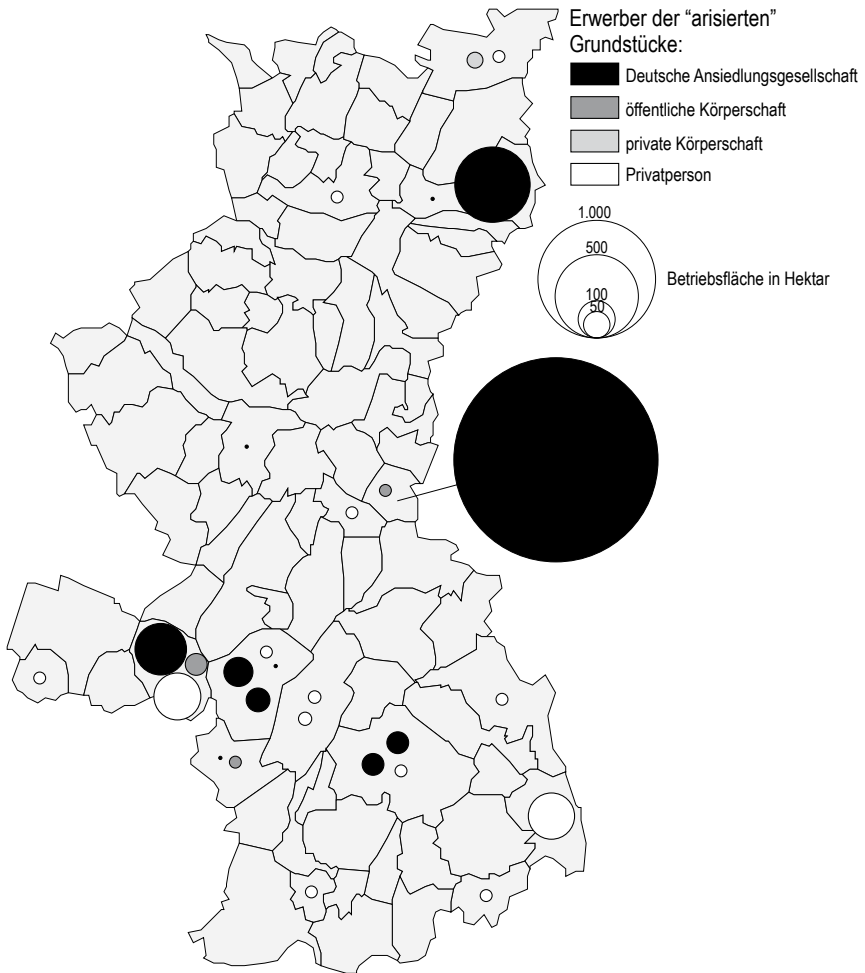 Erwerber der “arisierten”
Grundstücke:
Deutsche Ansiedlungsgesellschaft
öffentliche Körperschaft
private Körperschaft
Privatperson
1.000
500
100
50
Betriebsfläche in Hektar